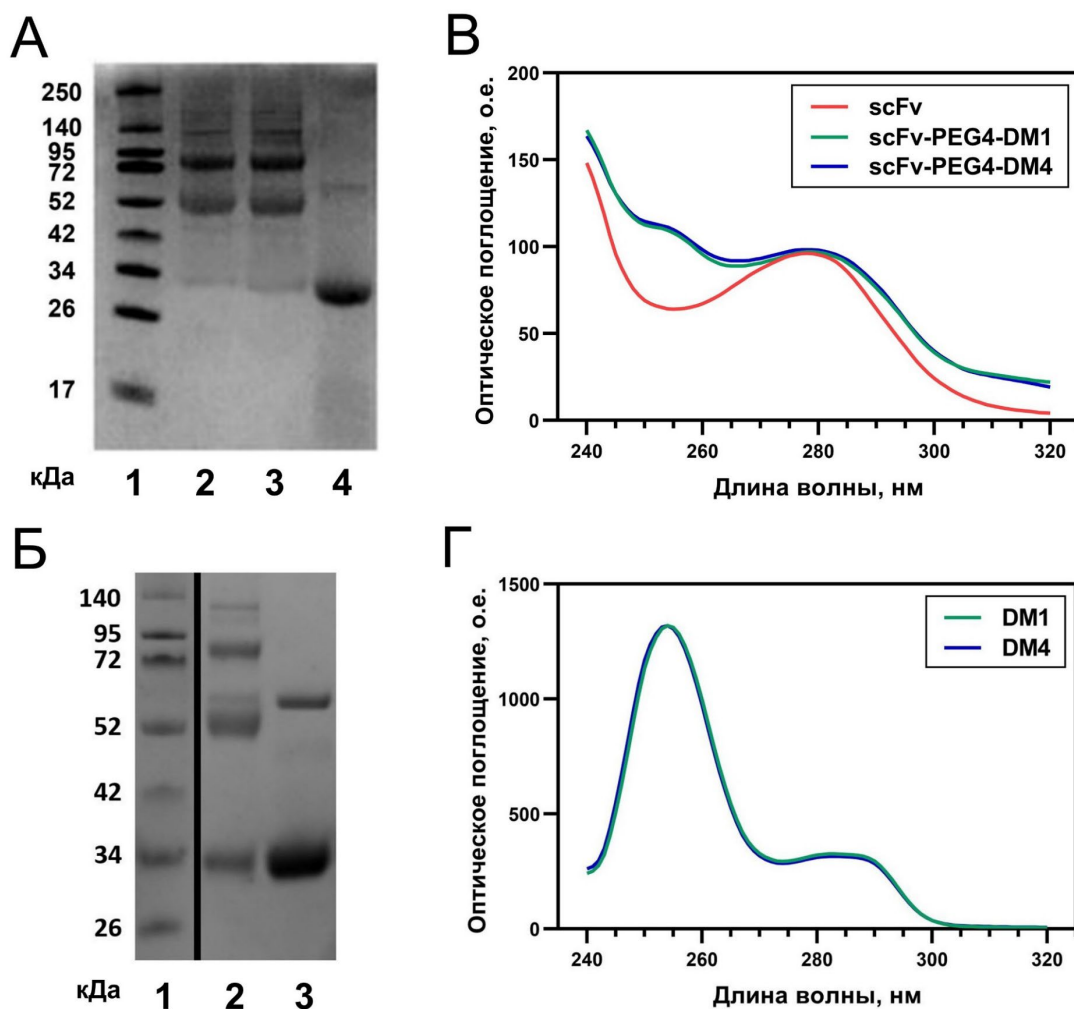 А
250
140
95
72
52
42
34
26
17
кДа 1 2 3 4
В
Оптическое поглощение, о.е.
200
150
100
50
0
scFv
scFv-PEG4-DM1
scFv-PEG4-DM4
240 260 280 300 320
Длина волны, нм
Б
140
95
72
52
42
34
26
кДа 1 2 3
Г
Оптическое поглощение, о.е.
1500
1000
500
0
DM1
DM4
240 260 280 300 320
Длина волны, нм